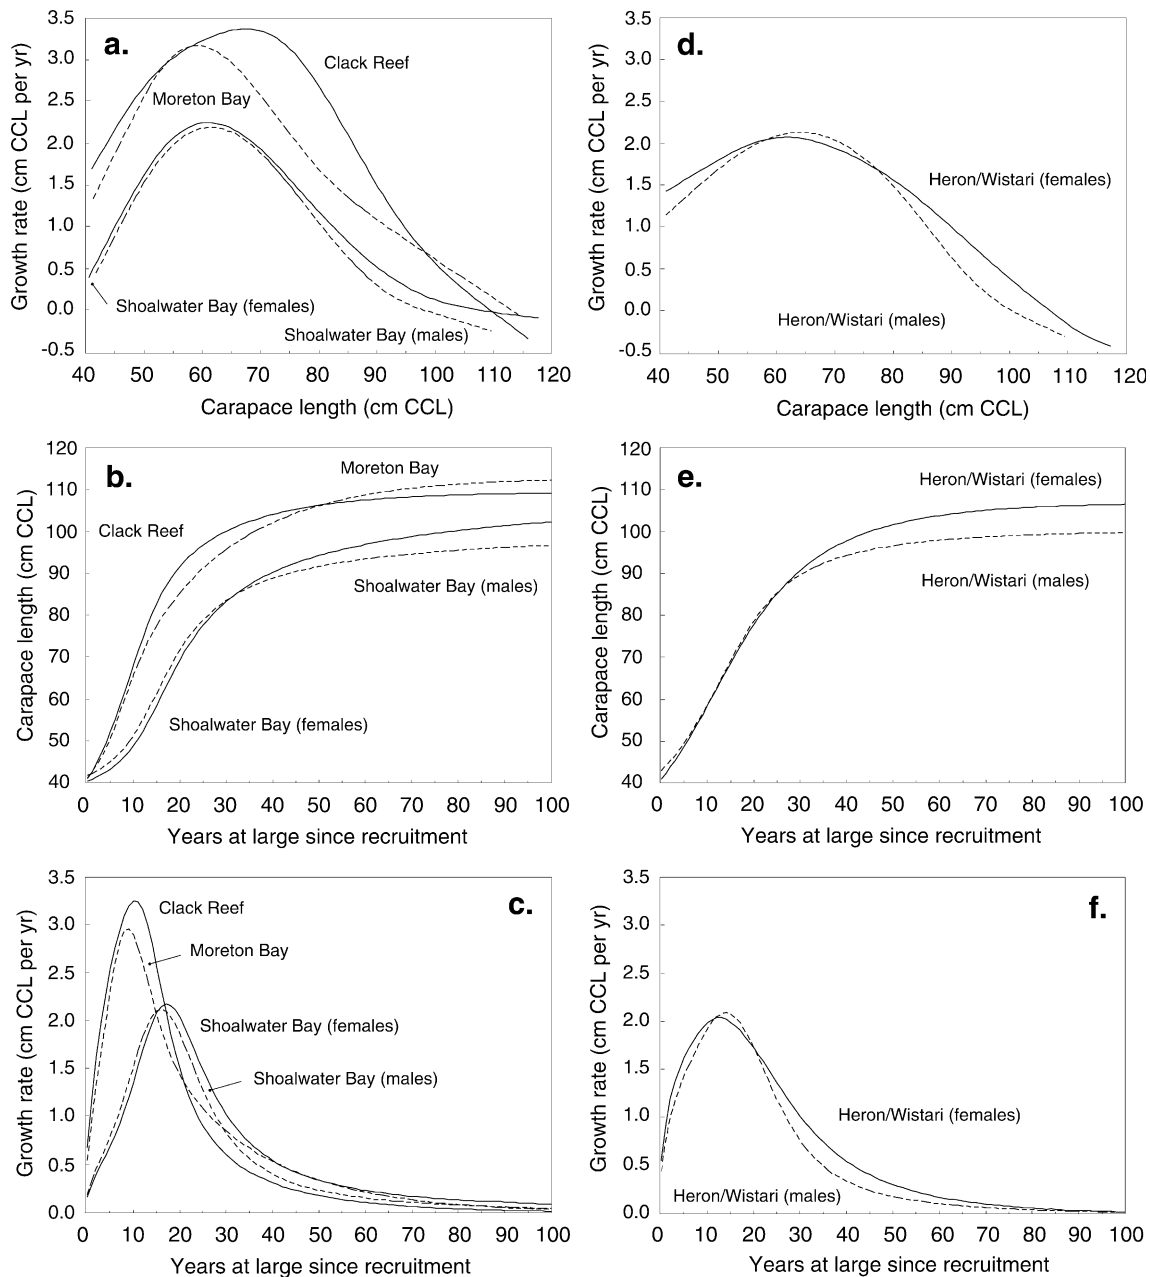 a.
Growth rate (cm CCL per yr)
3.5
3.0
2.5
2.0
1.5
1.0
0.5
0.0
-0.5
Clack Reef
Moreton Bay
Shoalwater Bay (females)
Shoalwater Bay (males)
40 50 60 70 80 90 100 110 120
Carapace length (cm CCL)
d.
Growth rate (cm CCL per yr)
3.5
3.0
2.5
2.0
1.5
1.0
0.5
0.0
-0.5
Heron/Wistari (females)
Heron/Wistari (males)
40 50 60 70 80 90 100 110 120
Carapace length (cm CCL)
b.
Carapace length (cm CCL)
120
110
100
90
80
70
60
50
40
Moreton Bay
Clack Reef
Shoalwater Bay (males)
Shoalwater Bay (females)
0 10 20 30 40 50 60 70 80 90 100
Years at large since recruitment
e.
Carapace length (cm CCL)
120
110
100
90
80
70
60
50
40
Heron/Wistari (females)
Heron/Wistari (males)
0 10 20 30 40 50 60 70 80 90 100
Years at large since recruitment
c.
Growth rate (cm CCL per yr)
3.5
3.0
2.5
2.0
1.5
1.0
0.5
0.0
Clack Reef
Moreton Bay
Shoalwater Bay (females)
Shoalwater Bay (males)
0 10 20 30 40 50 60 70 80 90 100
Years at large since recruitment
f.
Growth rate (cm CCL per yr)
3.5
3.0
2.5
2.0
1.5
1.0
0.5
0.0
Heron/Wistari (females)
Heron/Wistari (males)
0 10 20 30 40 50 60 70 80 90 100
Years at large since recruitment